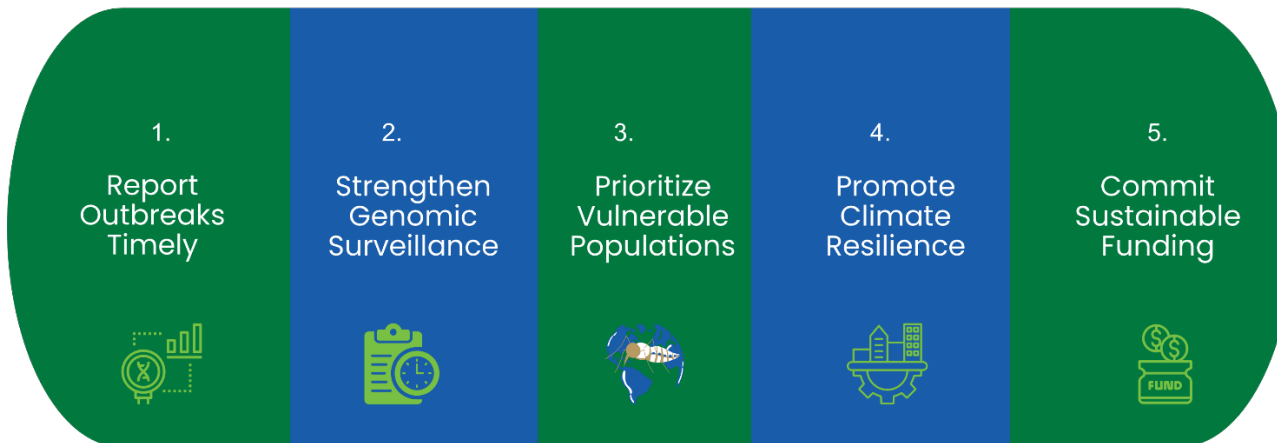 1.
Report
Outbreaks
Timely
2.
Strengthen
Genomic
Surveillance
3.
Prioritize
Vulnerable
Populations
4.
Promote
Climate
Resilience
5.
Commit
Sustainable
Funding
$
$
FUND